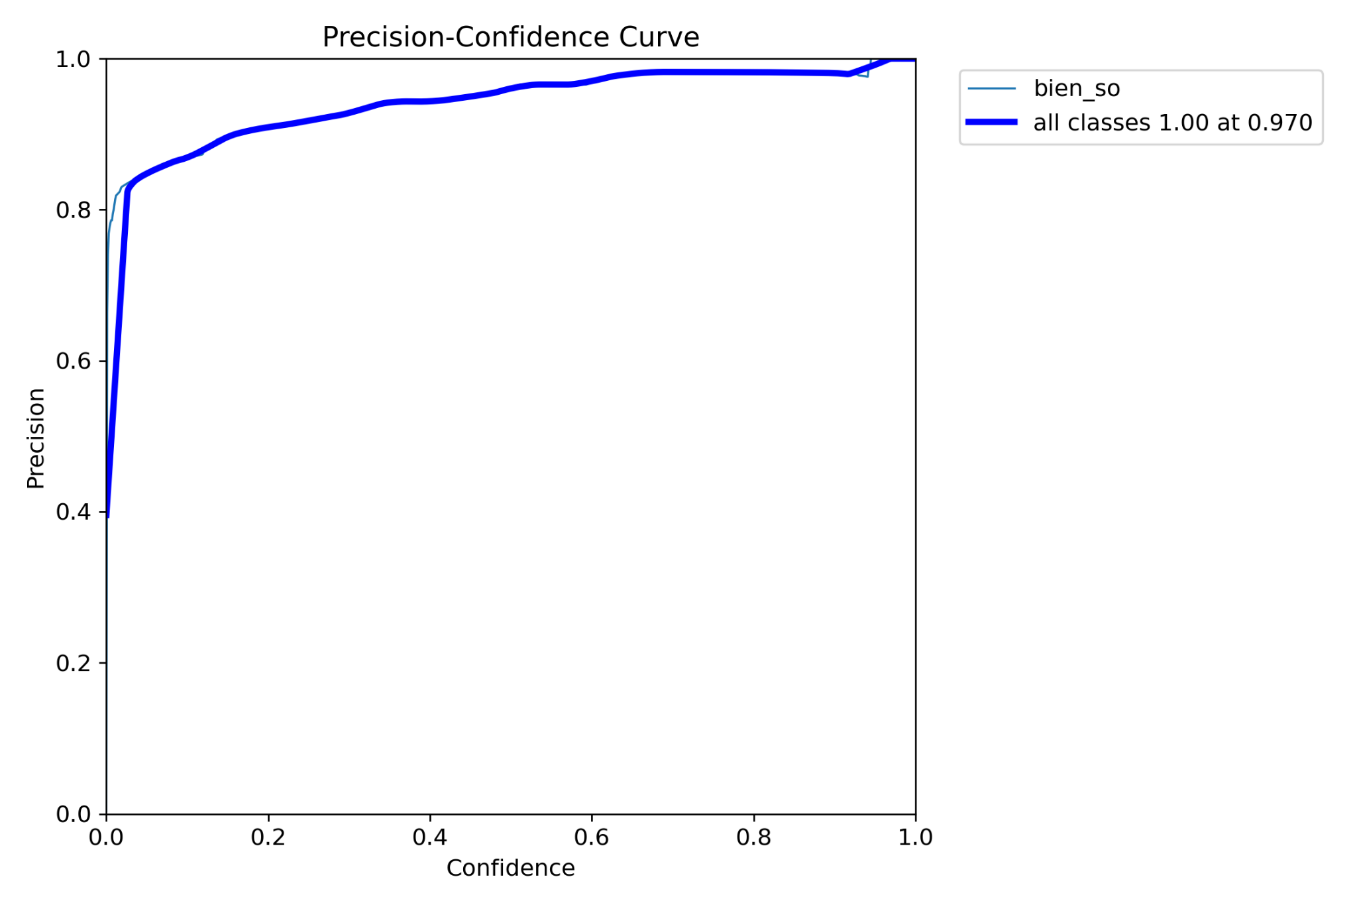 Precision-Confidence Curve
1.0
0.8
0.6
0.4
0.2
0.0
Precision
0.0 0.2 0.4 0.6 0.8 1.0
Confidence
bien_so
all classes 1.00 at 0.970